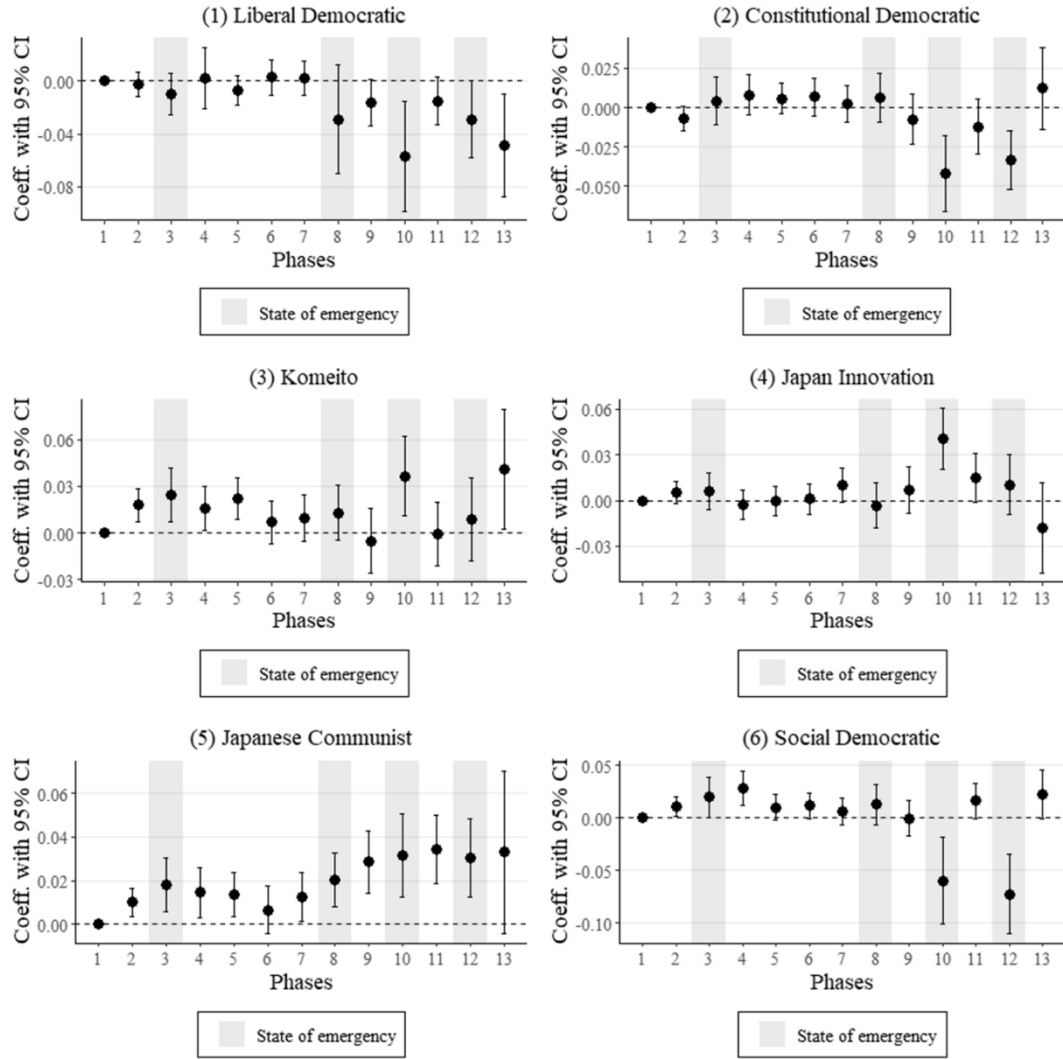 (1) Liberal Democratic
Coeff. with 95% CI
0.00
-0.04
-0.08
1 2 3 4 5 6 7 8 9 10 11 12 13
Phases
State of emergency
(2) Constitutional Democratic
Coeff. with 95% CI
0.025
0.000
-0.025
-0.050
1 2 3 4 5 6 7 8 9 10 11 12 13
Phases
State of emergency
(3) Komeito
Coeff. with 95% CI
0.06
0.03
0.00
-0.03
1 2 3 4 5 6 7 8 9 10 11 12 13
Phases
State of emergency
(4) Japan Innovation
Coeff. with 95% CI
0.06
0.03
0.00
-0.03
1 2 3 4 5 6 7 8 9 10 11 12 13
Phases
State of emergency
(5) Japanese Communist
Coeff. with 95% CI
0.06
0.04
0.02
0.00
1 2 3 4 5 6 7 8 9 10 11 12 13
Phases
State of emergency
(6) Social Democratic
Coeff. with 95% CI
0.05
0.00
-0.05
-0.10
1 2 3 4 5 6 7 8 9 10 11 12 13
Phases
State of emergency